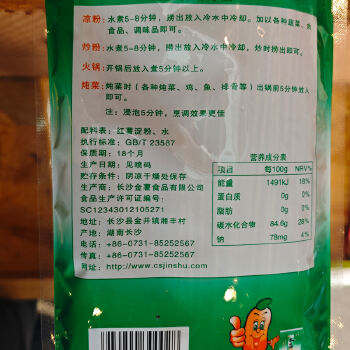 凉粉：水煮5-8分钟，捞出放入冷水中冷却。加以各种蔬菜、熟
食品、调味品即可。
炒粉：水煮5-8分钟，捞出放入冷水中冷却，炒时捞出即可。
火锅：开锅后放入煮5分钟以上。
炖菜：炖菜时（各种炖菜、鸡、鱼、排骨等）出锅前5分钟放入
即可。
注：浸泡5分钟，烹调效果更佳
配料表：红薯淀粉、水
执行标准：GB/T 23587
保质期：18个月
生产日期：见喷码
贮存条件：阴凉干燥处保存
生产商：长沙金薯食品有限公司
食品生产许可证编号：
SC12343012105271
地址：长沙县金井镇湘丰村
产地：湖南长沙
电话：+86-0731-85252567
传真：+86-0731-85252667
网址：http://www.csjinshu.com
营养成分表
项目 每100g NRV%
能量 1491kJ 18%
蛋白质 0g 0%
脂肪 0g 0%
碳水化合物 84.6g 28%
钠 78mg 4%